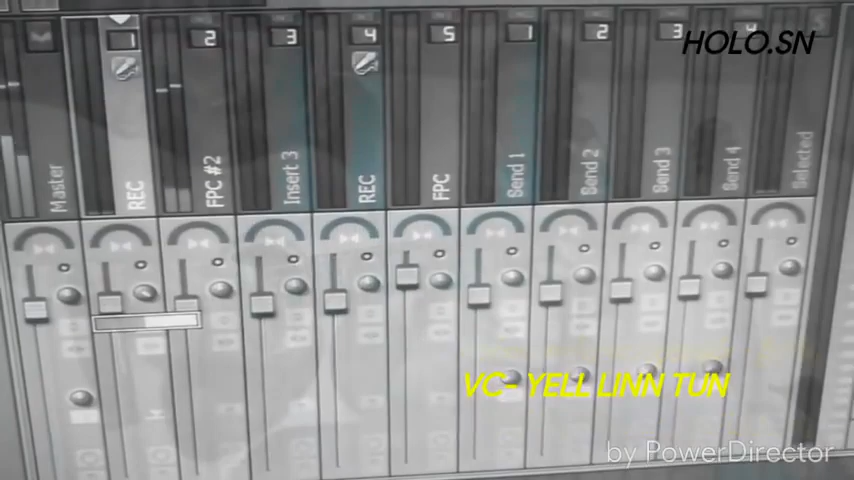 HOLO.SN
1 2 3 4 5 1 2 3 4 5
Master REC FPC #2 Insert 3 REC FPC Send 1 Send 2 Send 3 Send 4 Selected
VC- YELL LINN TUN
by PowerDirector